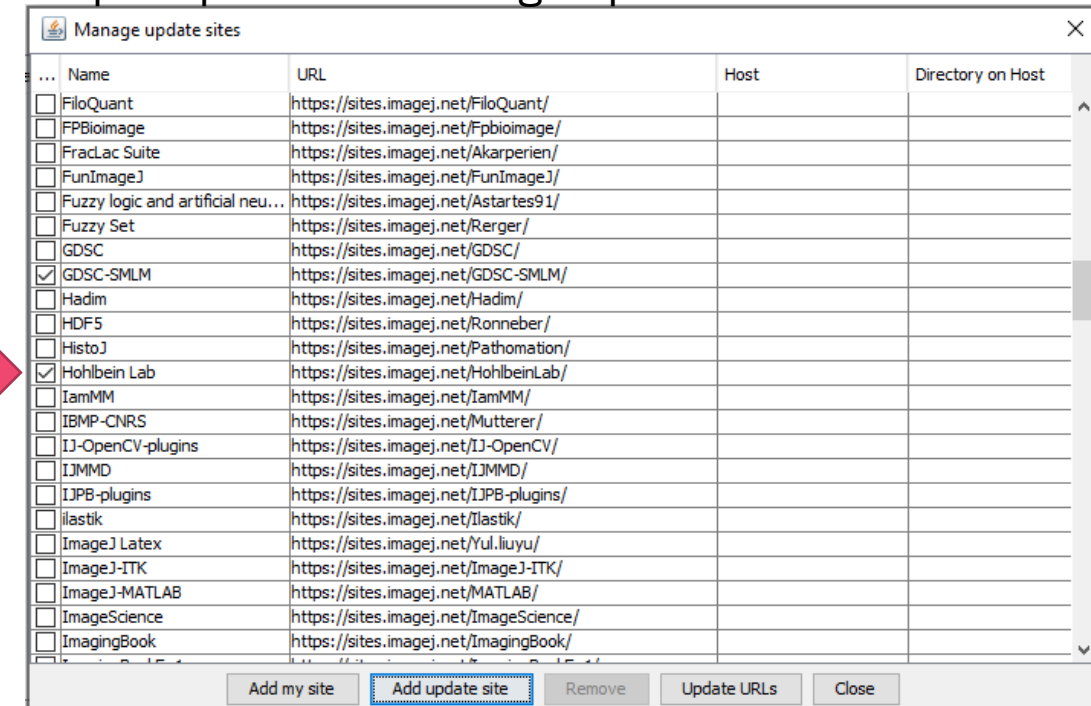 Manage update sites
... Name URL Host Directory on Host
FiloQuant https://sites.imagej.net/FiloQuant/
FPBioimage https://sites.imagej.net/Fpbioimage/
FracLac Suite https://sites.imagej.net/Akarperien/
FunImageJ https://sites.imagej.net/FunImageJ/
Fuzzy logic and artificial neu... https://sites.imagej.net/Astartes91/
Fuzzy Set https://sites.imagej.net/Rerger/
GDSC https://sites.imagej.net/GDSC/
GDSC-SMLM https://sites.imagej.net/GDSC-SMLM/
Hadim https://sites.imagej.net/Hadim/
HDF5 https://sites.imagej.net/Ronneber/
HistoJ https://sites.imagej.net/Pathomation/
Hohlbein Lab https://sites.imagej.net/HohlbeinLab/
IamMM https://sites.imagej.net/IamMM/
IBMP-CNRS https://sites.imagej.net/Mutterer/
IJ-OpenCV-plugins https://sites.imagej.net/IJ-OpenCV/
IJMMD https://sites.imagej.net/IJMMD/
IJPB-plugins https://sites.imagej.net/IJPB-plugins/
ilastik https://sites.imagej.net/Ilastik/
ImageJ Latex https://sites.imagej.net/Yul.liuyu/
ImageJ-ITK https://sites.imagej.net/ImageJ-ITK/
ImageJ-MATLAB https://sites.imagej.net/MATLAB/
ImageScience https://sites.imagej.net/ImageScience/
ImagingBook https://sites.imagej.net/ImagingBook/
Add my site Add update site Remove Update URLs Close